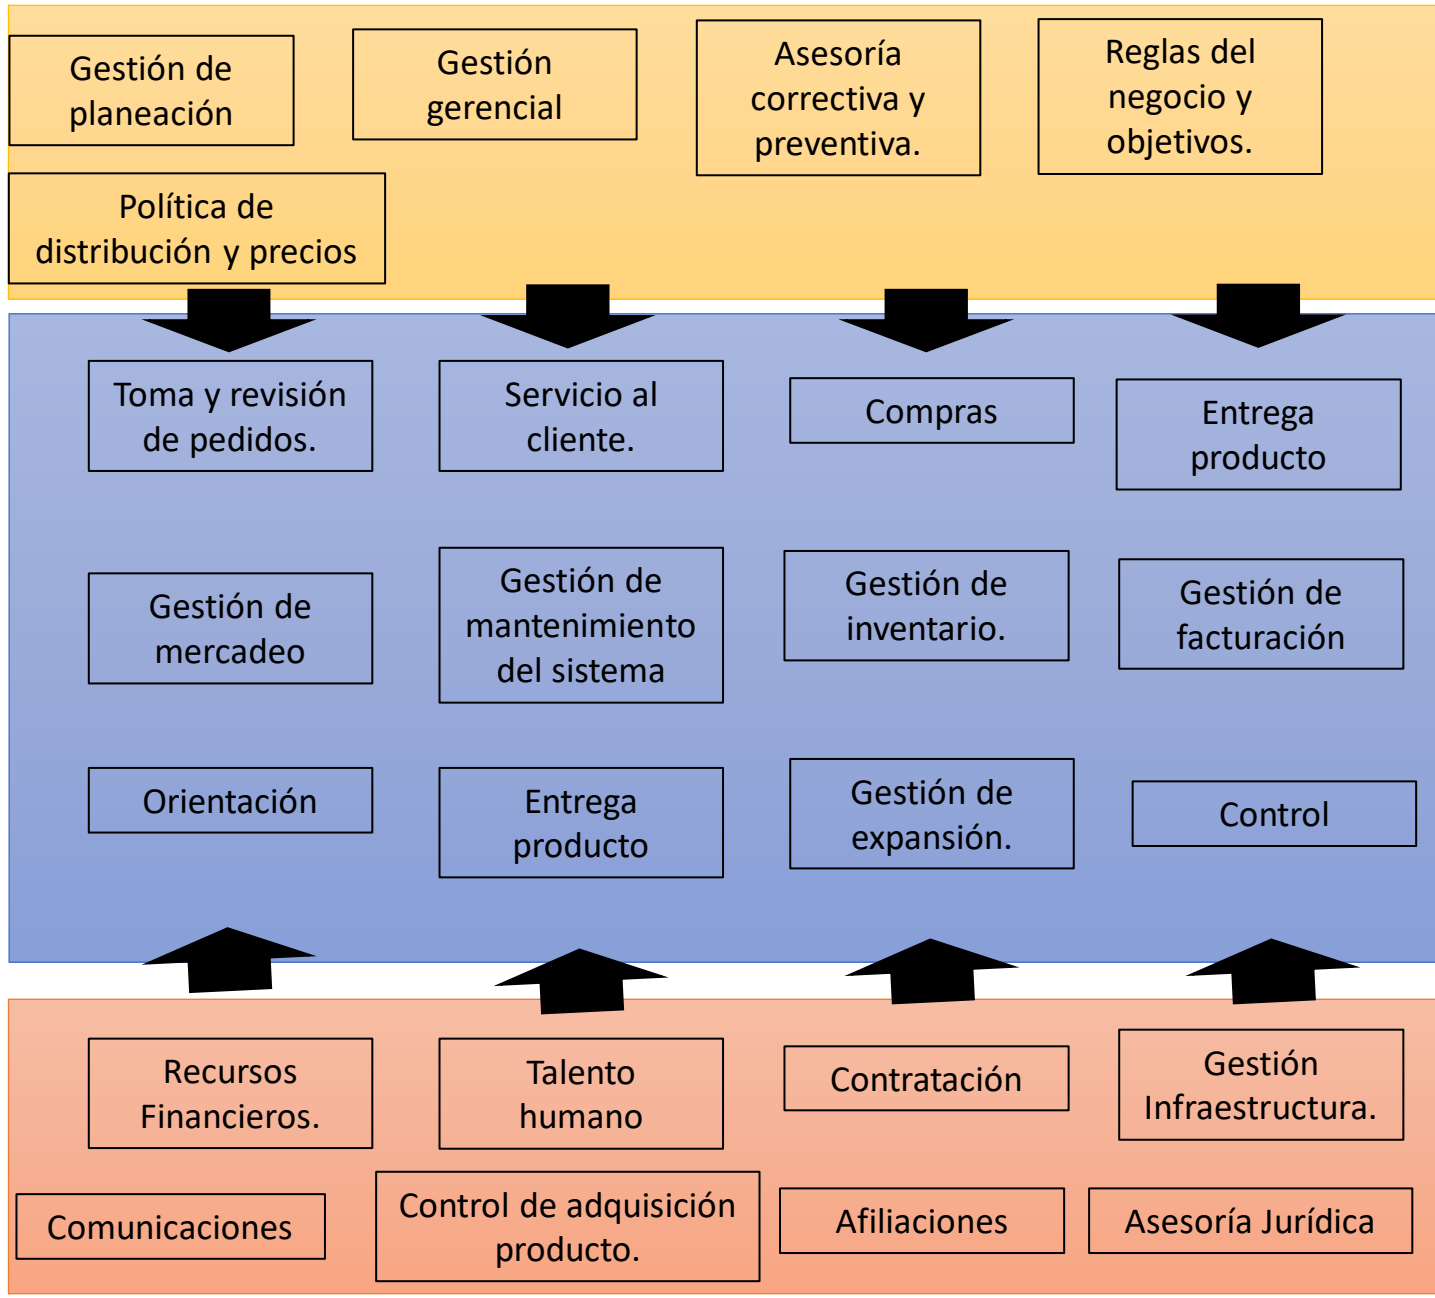 Gestión de
planeación
Gestión
gerencial
Asesoría
correctiva y
preventiva.
Reglas del
negocio y
objetivos.
Política de
distribución y precios
Toma y revisión
de pedidos.
Servicio al
cliente.
Compras
Entrega
producto
Gestión de
mercadeo
Gestión de
mantenimiento
del sistema
Gestión de
inventario.
Gestión de
facturación
Orientación
Entrega
producto
Gestión de
expansión.
Control
Recursos
Financieros.
Talento
humano
Contratación
Gestión
Infraestructura.
Comunicaciones
Control de adquisición
producto.
Afiliaciones
Asesoría Jurídica